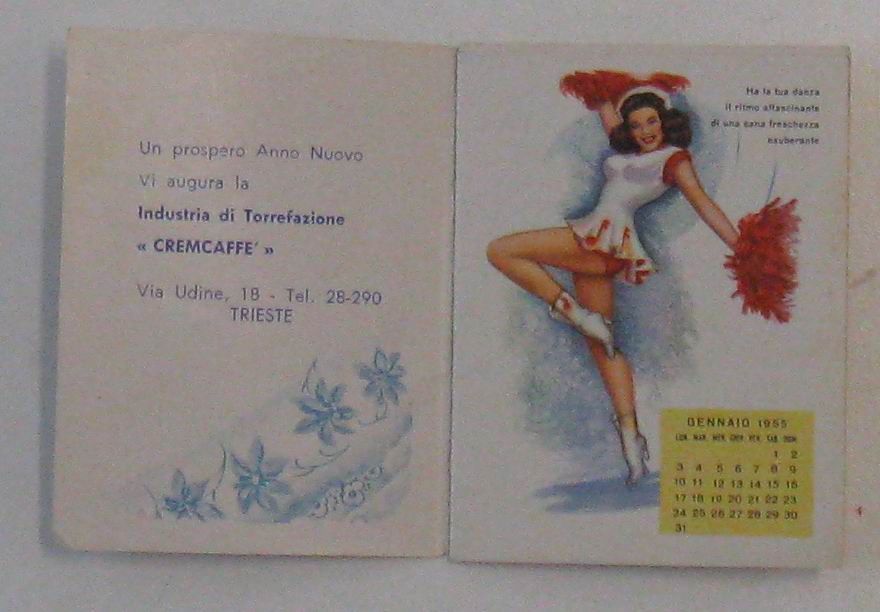 Un prospero Anno Nuovo
Vi augura la
Industria di Torrefazione
« CREMCAFFE' »
Via Udine, 18 - Tel. 28-290
TRIESTE
Ha la tua danza
il ritmo affascinante
di una sana freschezza
esuberante
GENNAIO 1955
LUN. MAR. MER. GIOV. VEN. SAB. DOM.
1 2
3 4 5 6 7 8 9
10 11 12 13 14 15 16
17 18 19 20 21 22 23
24 25 26 27 28 29 30
31